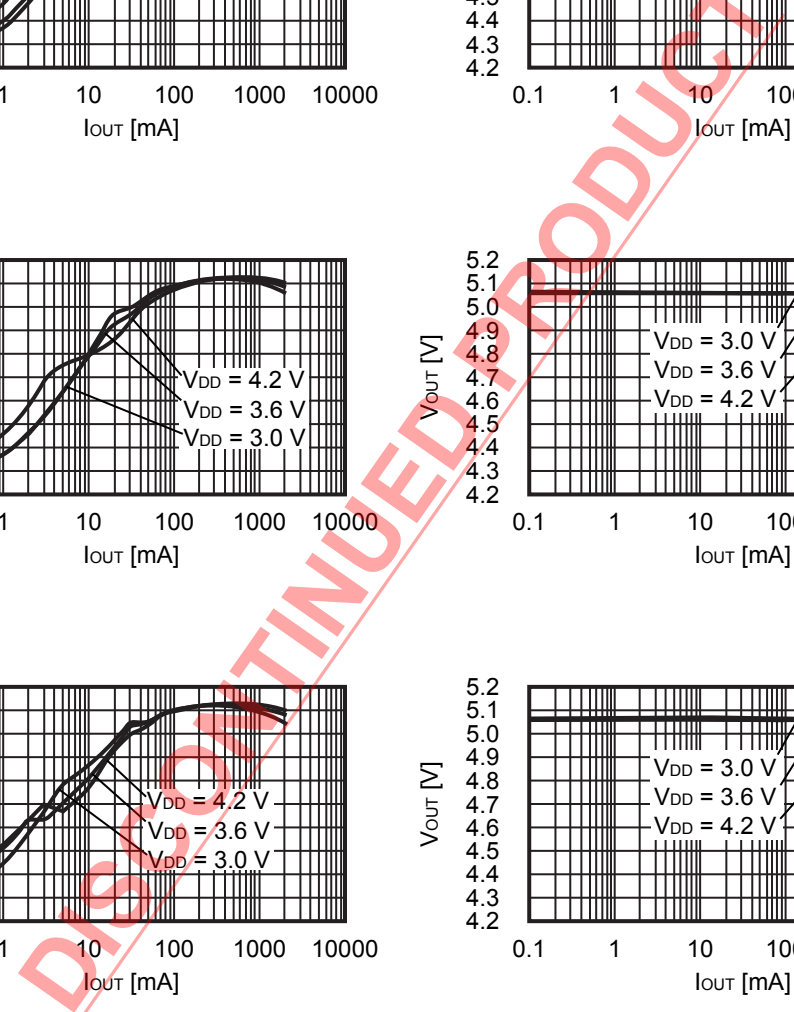 4.4
4.3
4.2
1 10 100 1000 10000
IOUT [mA]
0.1 1 10
IOUT [mA]
5.2
5.1
5.0
4.9
4.8
4.7
4.6
4.5
4.4
4.3
4.2
VOUT [V]
VDD = 4.2 V
VDD = 3.6 V
VDD = 3.0 V
1 10 100 1000 10000
IOUT [mA]
VDD = 3.0 V
VDD = 3.6 V
VDD = 4.2 V
0.1 1 10
IOUT [mA]
5.2
5.1
5.0
4.9
4.8
4.7
4.6
4.5
4.4
4.3
4.2
VOUT [V]
VDD = 4.2 V
VDD = 3.6 V
VDD = 3.0 V
1 10 100 1000 10000
IOUT [mA]
VDD = 3.0 V
VDD = 3.6 V
VDD = 4.2 V
0.1 1 10
IOUT [mA]
DISCONTINUED PRODUCT